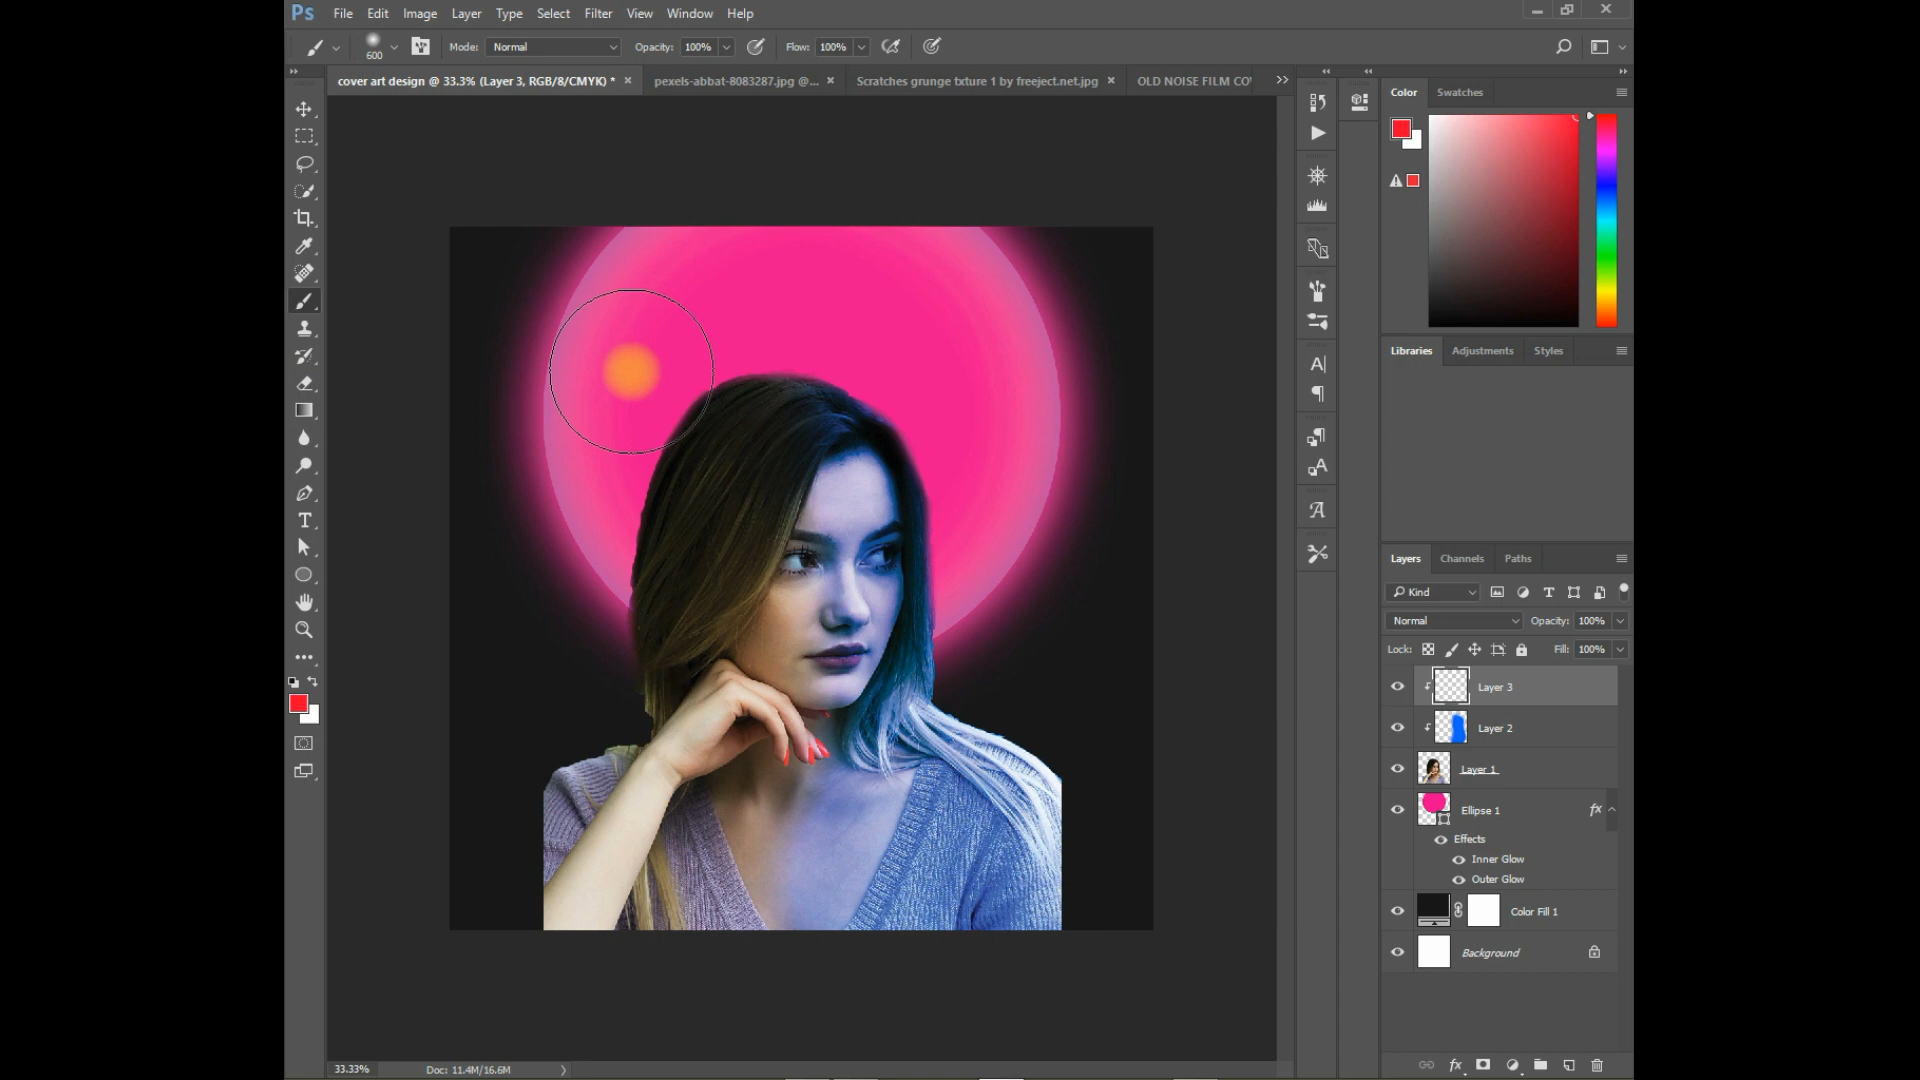 Ps File Edit Image Layer Type Select Filter View Window Help
600 Mode: Normal Opacity: 100% Flow: 100%
cover art design @ 33.3% (Layer 3, RGB/8/CMYK) * × pexels-abbat-8083287.jpg @... × Scratches grunge txture 1 by freeject.net.jpg × OLD NOISE FILM CO
Color Swatches
Libraries Adjustments Styles
Layers Channels Paths
Kind
Normal Opacity: 100%
Lock: Fill: 100%
Layer 3
Layer 2
Layer 1
Ellipse 1 fx
Effects
Inner Glow
Outer Glow
Color Fill 1
Background
33.33% Doc: 11.4M/16.6M
fx